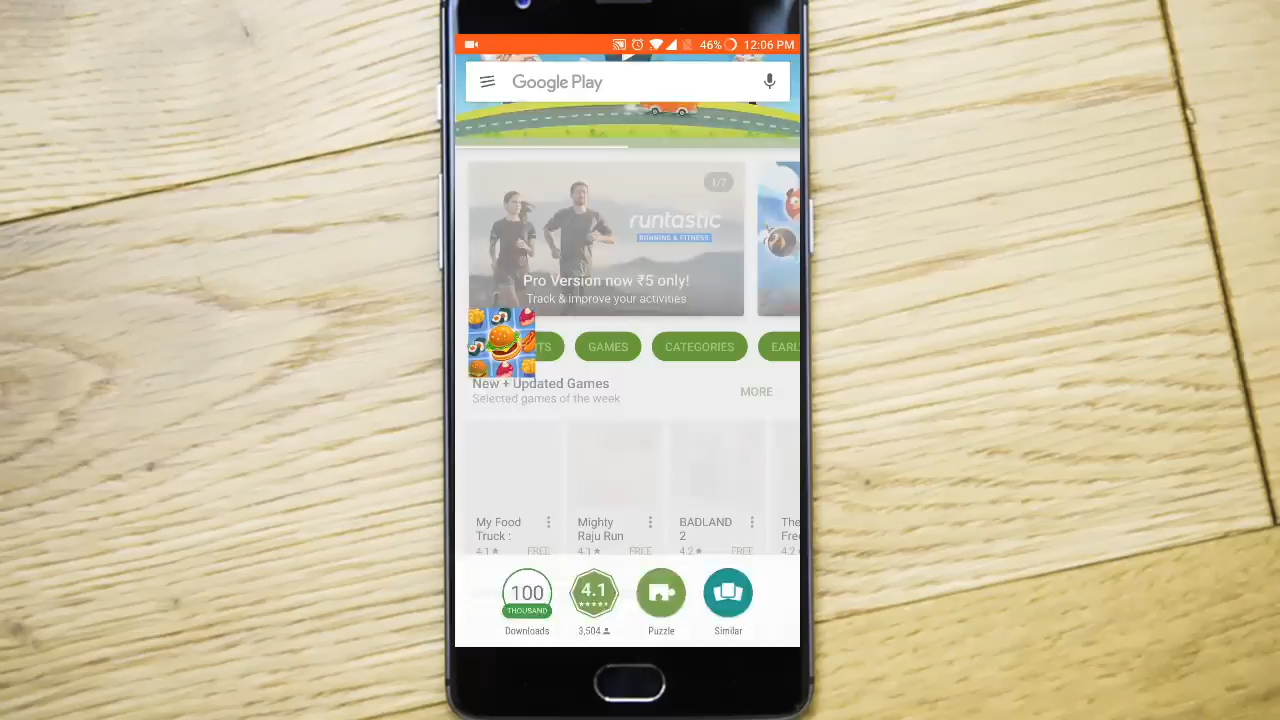 46% 12:06 PM
Google Play
1/7
runtastic
RUNNING & FITNESS
Pro Version now ₹5 only!
Track & improve your activities
GAMES
CATEGORIES
New + Updated Games
MORE
Selected games of the week
My Food
Truck :
4.1 FREE
Mighty
Raju Run
4.1 FREE
BADLAND
2
4.2 FREE
The
4.2
100
THOUSAND
Downloads
4.1
3,504
Puzzle
Similar